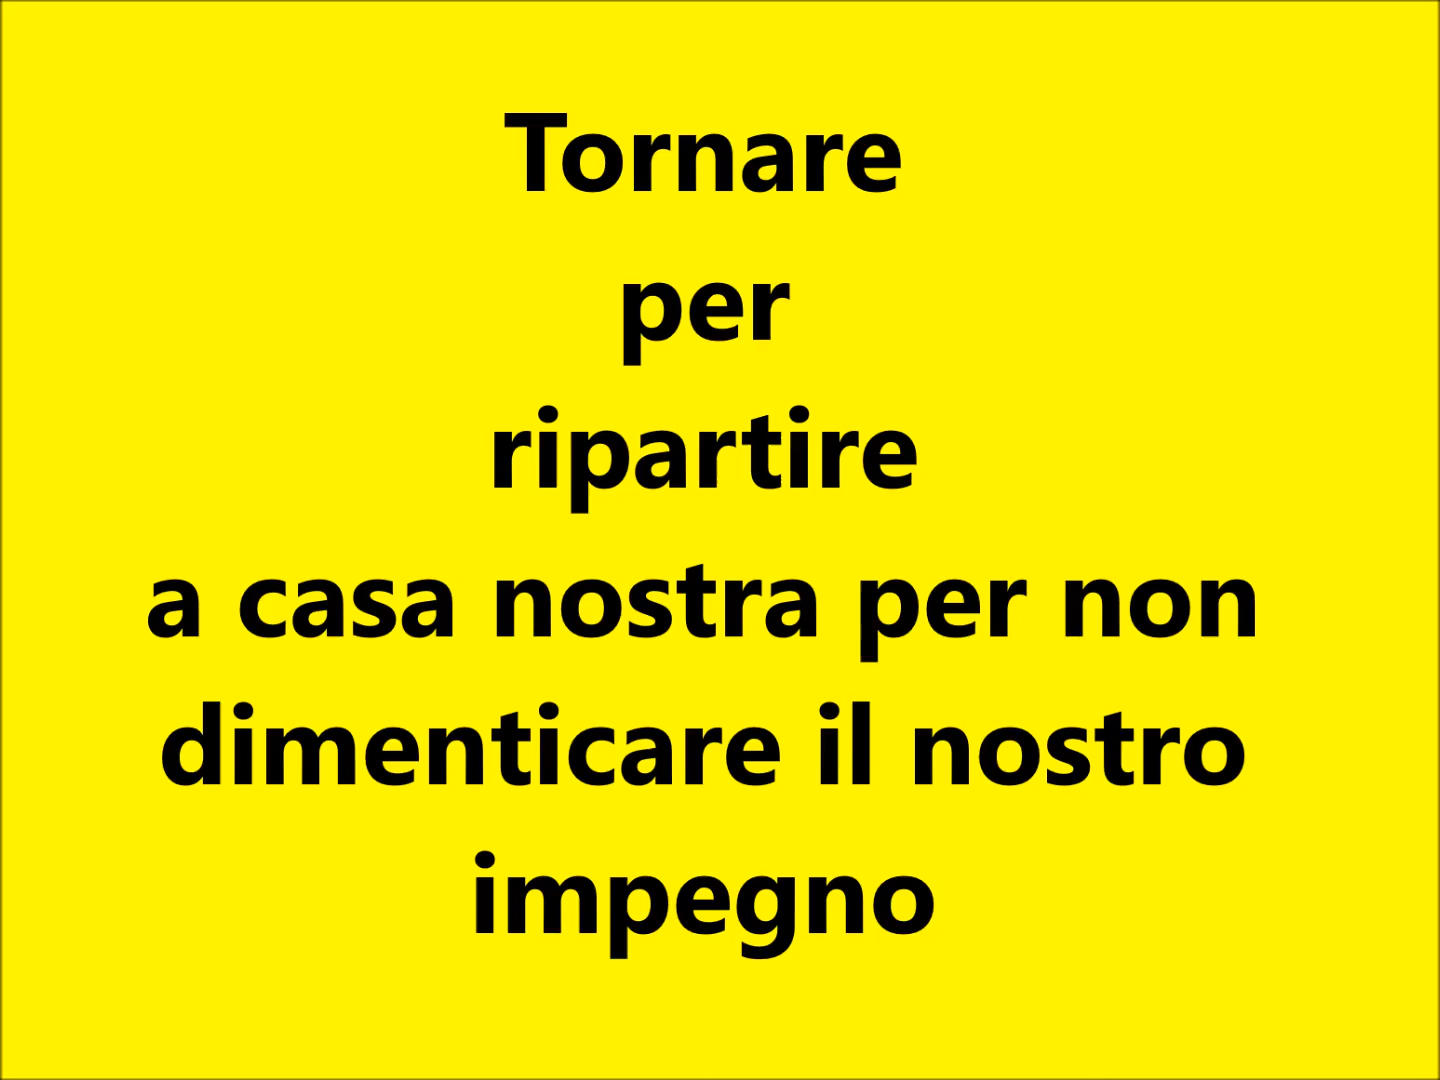 Tornare
per
ripartire
a casa nostra per non
dimenticare il nostro
impegno